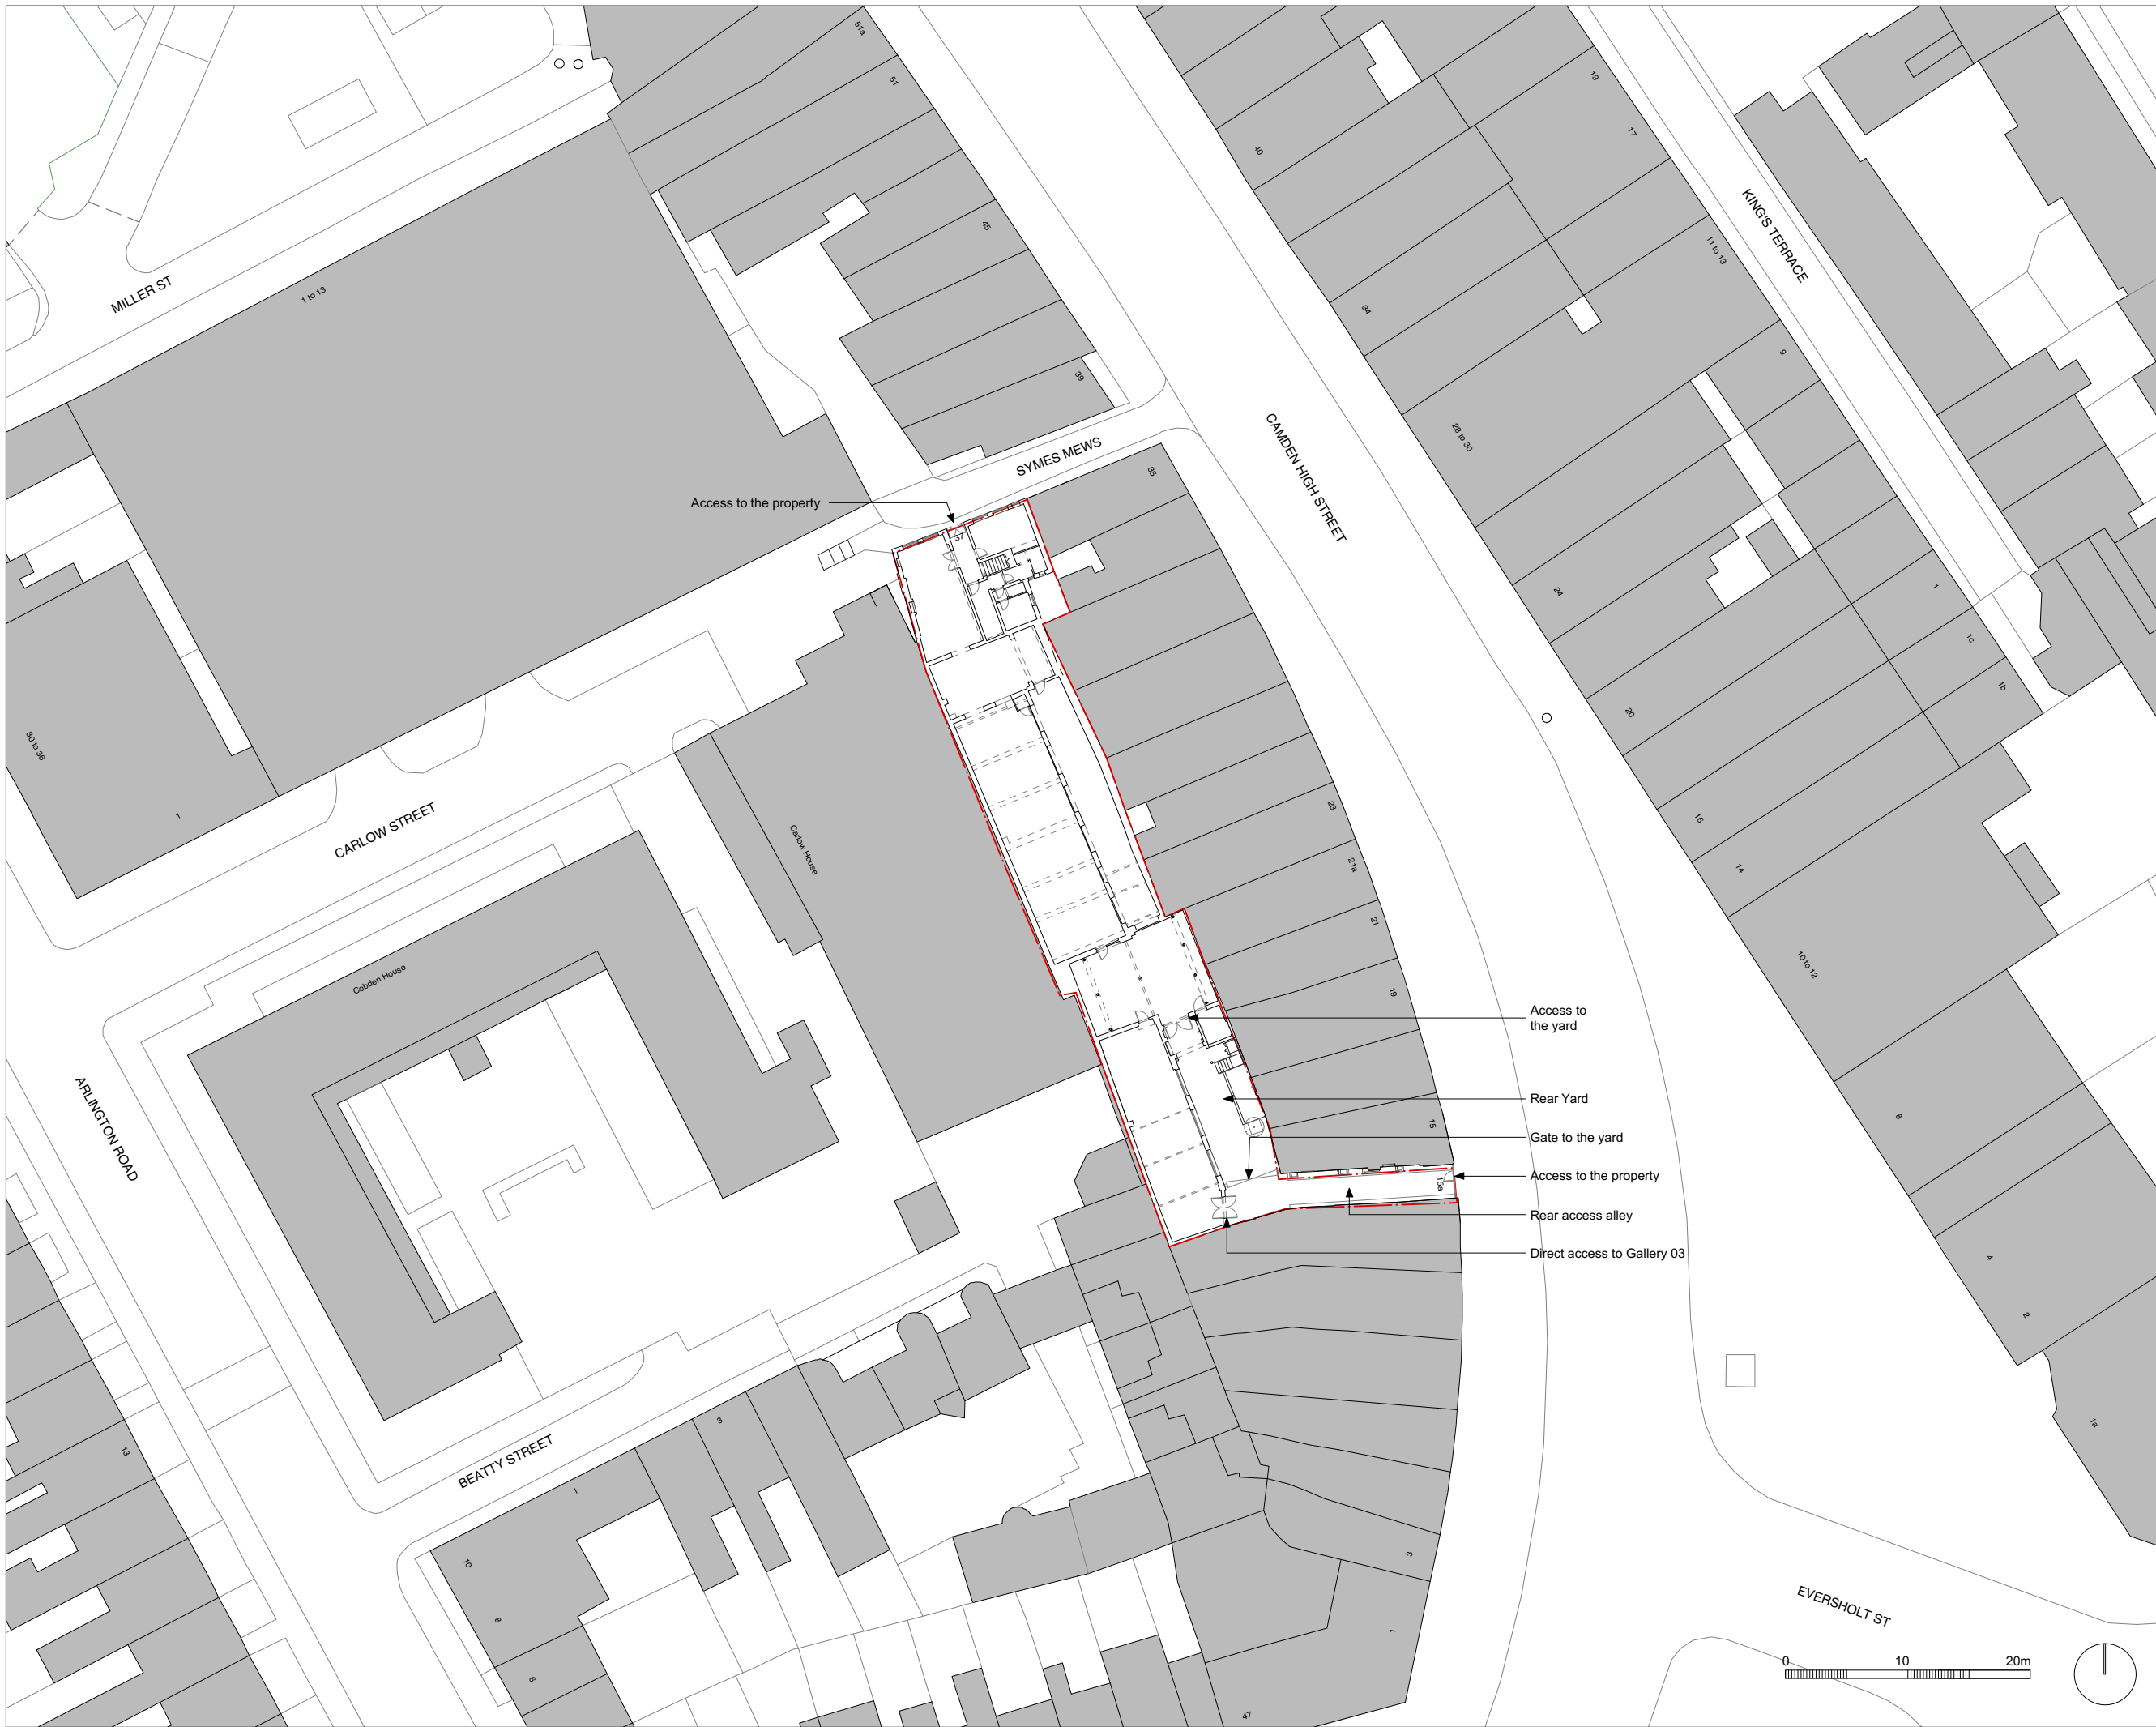 51a
51
19
17
40
45
KING'S TERRACE
11 to 13
MILLER ST
1 to 13
34
9
39
CAMDEN HIGH STREET
28 to 30
SYMES MEWS
35
Access to the property
37
24
1
1c
1b
20
30 to 36
23
16
1
CARLOW STREET
Carlow House
21a
14
21
10 to 12
Cobden House
19
Access to
the yard
ARLINGTON ROAD
Rear Yard
8
15
Gate to the yard
Access to the property
15a
Rear access alley
Direct access to Gallery 03
4
2
3
1a
13
BEATTY STREET
1
10
3
8
EVERSHOLT ST
1
6
47
0
10
20m